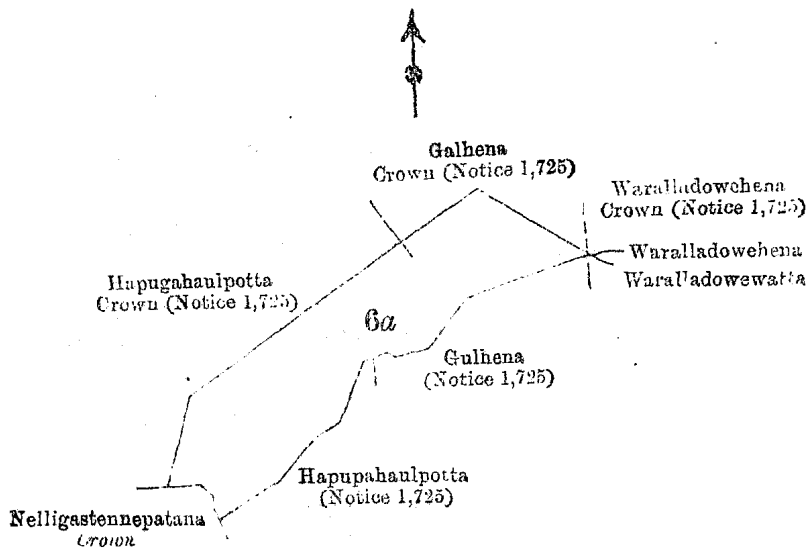 Galhena
Crown (Notice 1,725)
Waralladowehena
Crown (Notice 1,725)
Waralladowehena
Waralladowewatta
Hapugahaulpotta
Crown (Notice 1,725)
6a
Gulhena
(Notice 1,725)
Hapupahaulpotta
(Notice 1,725)
Nelligastennepatana
Crown